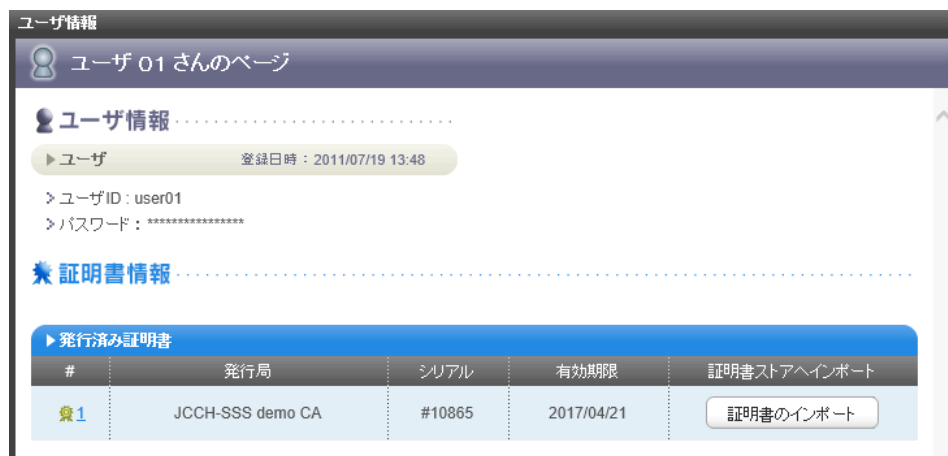 ユーザ情報
ユーザ 01 さんのページ
ユーザ情報
ユーザ 登録日時：2011/07/19 13:48
ユーザID : user01
パスワード： ****************
証明書情報
発行済み証明書
# 発行局 シリアル 有効期限 証明書ストアへインポート
1 JCCH-SSS demo CA #10865 2017/04/21 証明書のインポート